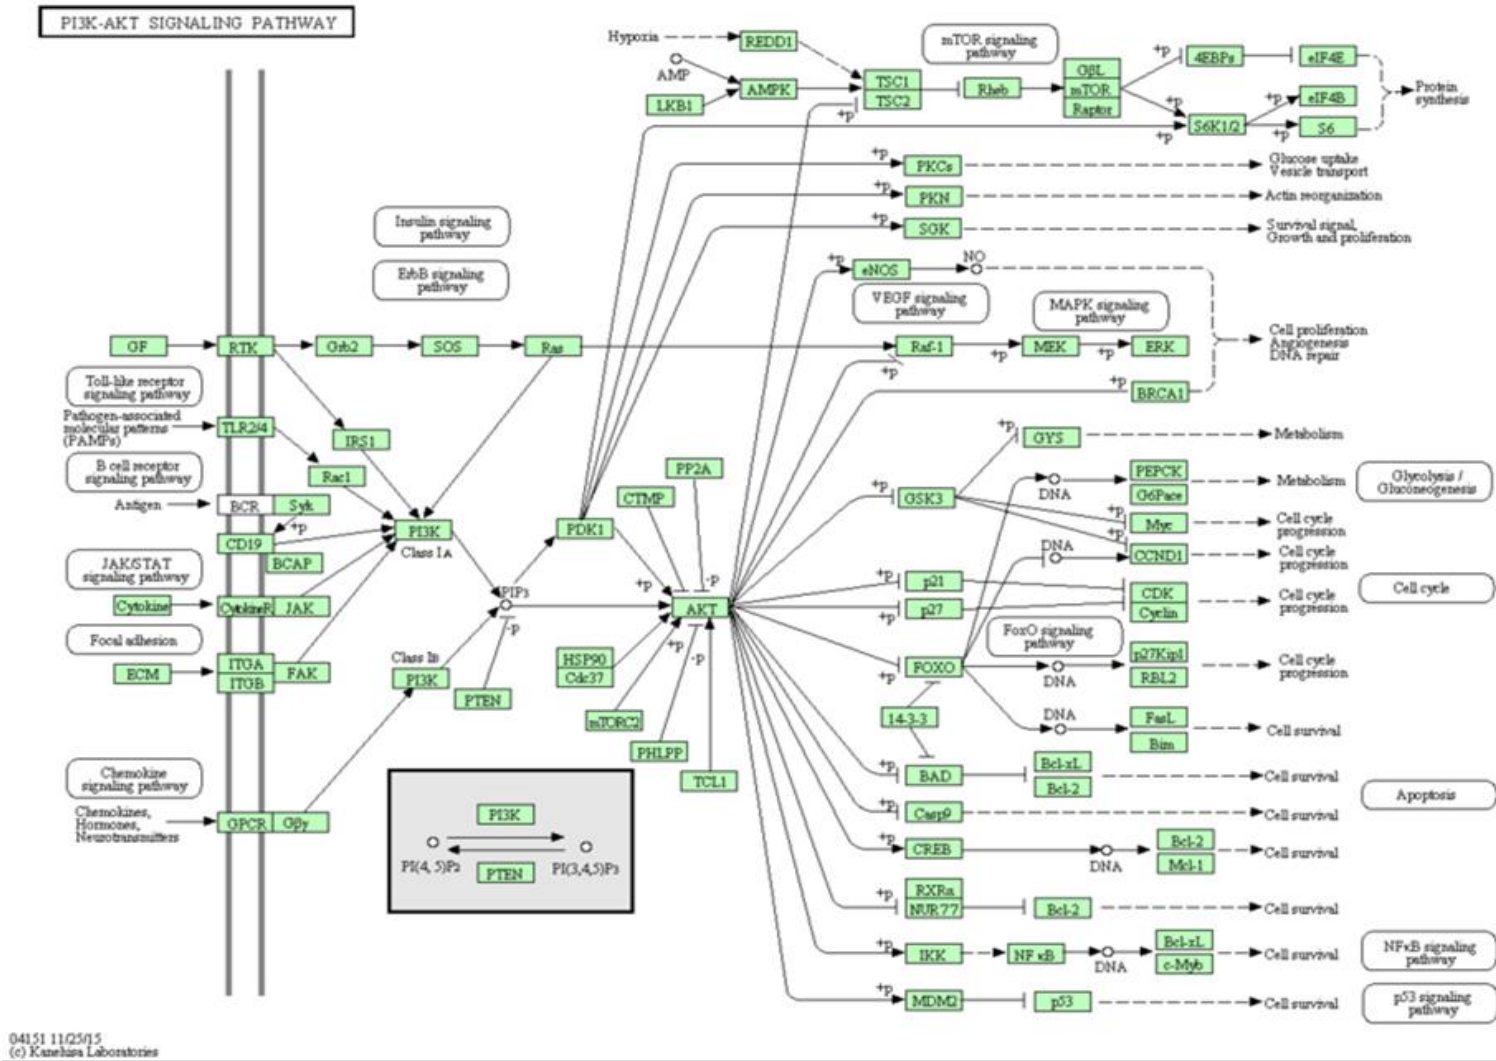 PI3K-AKT SIGNALING PATHWAY
Hypoxia
REDD1
AMP
AMPK
LKB1
TSC1
TSC2
+p
Rheb
mTOR signaling
pathway
GβL
mTOR
Raptor
+p
4EBPs
eIF4E
+p
+p
eIF4B
S6K1/2
+p
S6
+p
Protein
synthesis
+p
PKCs
Glucose uptake
Vesicle transport
+p
PKN
Actin reorganization
+p
SGK
Survival signal,
Growth and proliferation
Insulin signaling
pathway
ErbB signaling
pathway
+p
eNOS
NO
VEGF signaling
pathway
MAPK signaling
pathway
GF
RTK
Grb2
SOS
Ras
Raf-1
+p
+p
MEK
+p
ERK
Cell proliferation
Angiogenesis
DNA repair
+p
BRCA1
Toll-like receptor
signaling pathway
Pathogen-associated
molecular patterns
(PAMPs)
TLR2/4
IRS1
Rac1
B cell receptor
signaling pathway
Antigen
BCR
Syk
+p
CD19
BCAP
PI3K
Class IA
JAK/STAT
signaling pathway
Cytokine
CytokineR
JAK
Focal adhesion
ECM
ITGA
ITGB
FAK
Class IB
PI3K
PTEN
PIP3
-p
PDK1
CTMP
PP2A
+p
-p
AKT
HSP90
Cdc37
+p
-p
mTORC2
PHLPP
TCL1
Chemokine
signaling pathway
Chemokines,
Hormones,
Neurotransmitters
GPCR
Gβγ
PI3K
PI(4, 5)P2
PI(3,4,5)P3
PTEN
+p
GYS
Metabolism
+p
GSK3
DNA
PEPCK
G6Pace
Metabolism
Glycolysis /
Gluconeogenesis
+p
Myc
Cell cycle
progression
+p
DNA
CCND1
Cell cycle
progression
+p
p21
+p
p27
CDK
Cyclin
Cell cycle
progression
Cell cycle
FoxO signaling
pathway
+p
FOXO
DNA
p27Kip1
RBL2
Cell cycle
progression
14-3-3
DNA
FasL
Bim
Cell survival
+p
BAD
Bcl-xL
Bcl-2
Cell survival
Apoptosis
+p
Casp9
Cell survival
+p
CREB
DNA
Bcl-2
Mcl-1
Cell survival
+p
RXRα
NUR77
Bcl-2
Cell survival
+p
IKK
NFκB
DNA
Bcl-xL
c-Myb
Cell survival
NFκB signaling
pathway
+p
MDM2
p53
Cell survival
p53 signaling
pathway
04151 11/25/15
(c) Kanehisa Laboratories